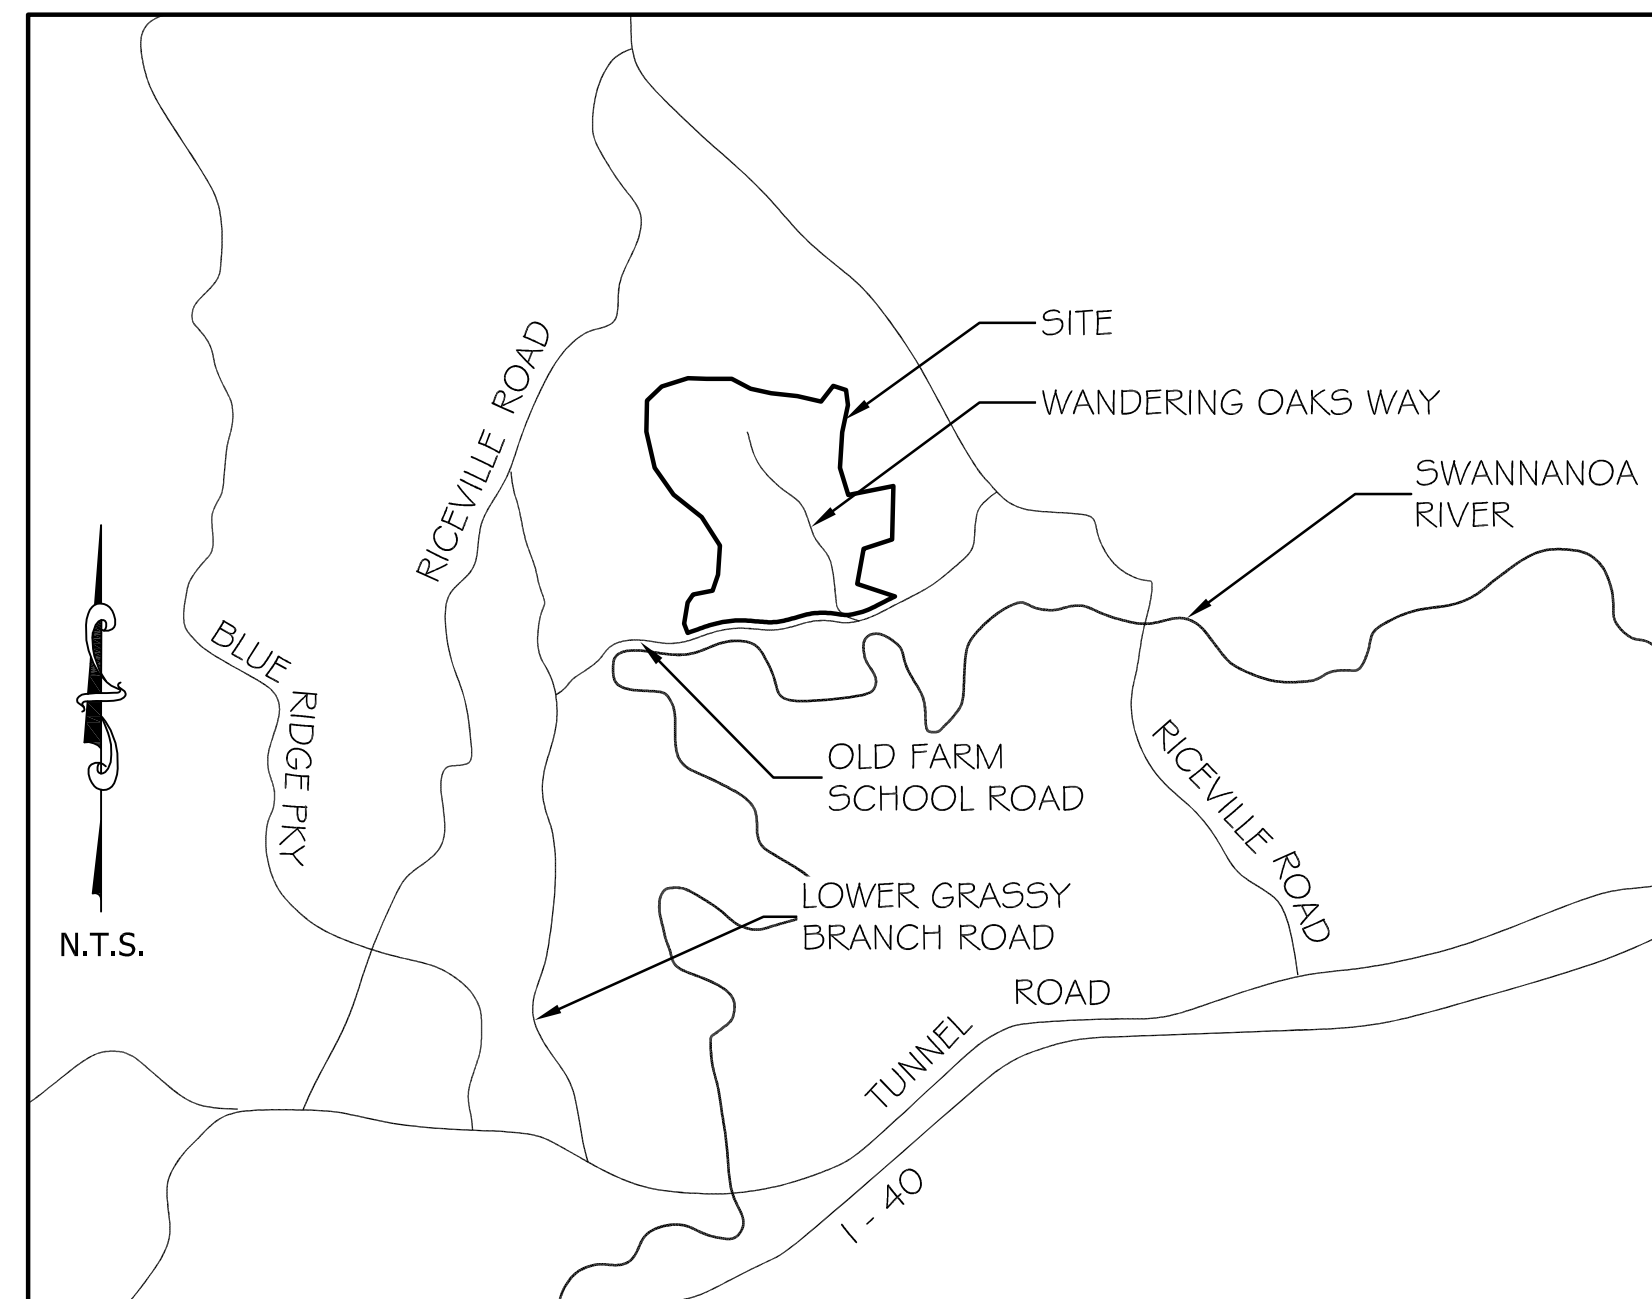 SITE
WANDERING OAKS WAY
SWANNANOA
RIVER
RICEVILLE ROAD
BLUE RIDGE PKY
OLD FARM
SCHOOL ROAD
RICEVILLE ROAD
LOWER GRASSY
BRANCH ROAD
N.T.S.
TUNNEL ROAD
I - 40